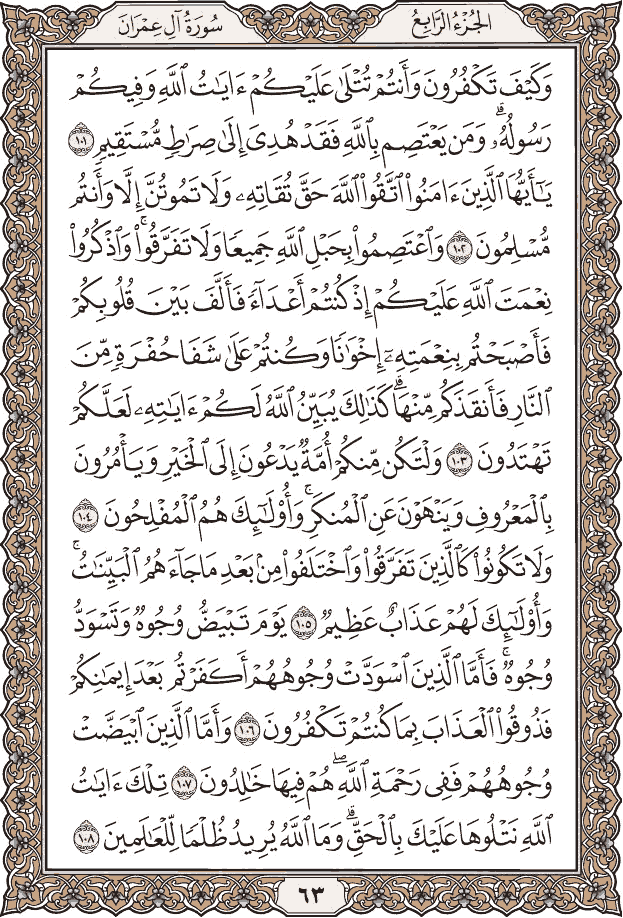 الجُزْءُ الرَّابِعُ
سُورَةُ آلِ عِمْرَانَ
وَكَيْفَ تَكْفُرُونَ وَأَنتُمْ تُتْلَىٰ عَلَيْكُمْ ءَايَٰتُ ٱللَّهِ وَفِيكُمْ
رَسُولُهُۥۗ وَمَن يَعْتَصِم بِٱللَّهِ فَقَدْ هُدِىَ إِلَىٰ صِرَٰطٍ مُّسْتَقِيمٍ ١٠١
يَٰٓأَيُّهَا ٱلَّذِينَ ءَامَنُوا۟ ٱتَّقُوا۟ ٱللَّهَ حَقَّ تُقَاتِهِۦ وَلَا تَمُوتُنَّ إِلَّا وَأَنتُم
مُّسْلِمُونَ ١٠٢ وَٱعْتَصِمُوا۟ بِحَبْلِ ٱللَّهِ جَمِيعًا وَلَا تَفَرَّقُوا۟ۚ وَٱذْكُرُوا۟
نِعْمَتَ ٱللَّهِ عَلَيْكُمْ إِذْ كُنتُمْ أَعْدَآءً فَأَلَّفَ بَيْنَ قُلُوبِكُمْ
فَأَصْبَحْتُم بِنِعْمَتِهِۦٓ إِخْوَٰنًا وَكُنتُمْ عَلَىٰ شَفَا حُفْرَةٍ مِّنَ
ٱلنَّارِ فَأَنقَذَكُم مِّنْهَاۗ كَذَٰلِكَ يُبَيِّنُ ٱللَّهُ لَكُمْ ءَايَٰتِهِۦ لَعَلَّكُمْ
تَهْتَدُونَ ١٠٣ وَلْتَكُن مِّنكُمْ أُمَّةٌ يَدْعُونَ إِلَى ٱلْخَيْرِ وَيَأْمُرُونَ
بِٱلْمَعْرُوفِ وَيَنْهَوْنَ عَنِ ٱلْمُنكَرِۚ وَأُو۟لَٰٓئِكَ هُمُ ٱلْمُفْلِحُونَ ١٠٤
وَلَا تَكُونُوا۟ كَٱلَّذِينَ تَفَرَّقُوا۟ وَٱخْتَلَفُوا۟ مِنۢ بَعْدِ مَا جَآءَهُمُ ٱلْبَيِّنَٰتُۚ
وَأُو۟لَٰٓئِكَ لَهُمْ عَذَابٌ عَظِيمٌ ١٠٥ يَوْمَ تَبْيَضُّ وُجُوهٌ وَتَسْوَدُّ
وُجُوهٌۚ فَأَمَّا ٱلَّذِينَ ٱسْوَدَّتْ وُجُوهُهُمْ أَكَفَرْتُم بَعْدَ إِيمَٰنِكُمْ
فَذُوقُوا۟ ٱلْعَذَابَ بِمَا كُنتُمْ تَكْفُرُونَ ١٠٦ وَأَمَّا ٱلَّذِينَ ٱبْيَضَّتْ
وُجُوهُهُمْ فَفِى رَحْمَةِ ٱللَّهِۖ هُمْ فِيهَا خَٰلِدُونَ ١٠٧ تِلْكَ ءَايَٰتُ
ٱللَّهِ نَتْلُوهَا عَلَيْكَ بِٱلْحَقِّۗ وَمَا ٱللَّهُ يُرِيدُ ظُلْمًا لِّلْعَٰلَمِينَ ١٠٨
٦٣